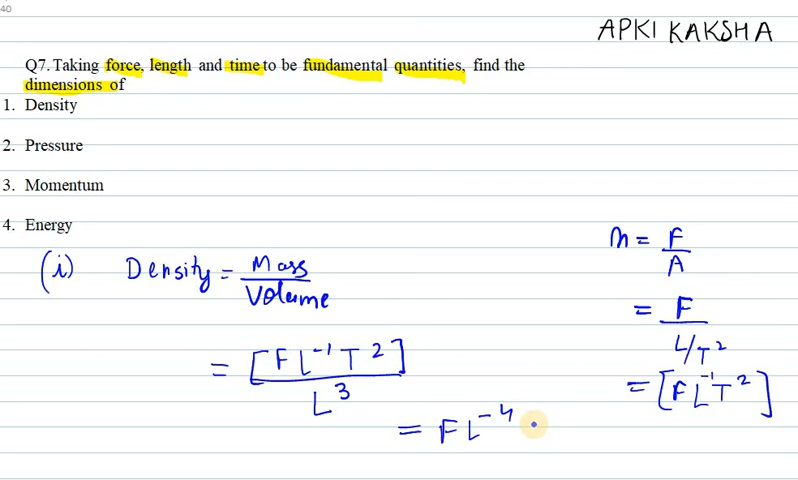 40
APKI KAKSHA
Q7. Taking force, length and time to be fundamental quantities, find the
dimensions of
1. Density
2. Pressure
3. Momentum
4. Energy
(i) Density = Mass / Volume
= [F L⁻¹ T²] / L³
= F L⁻⁴
m = F / A
= F / L/T²
= [F L⁻¹ T²]